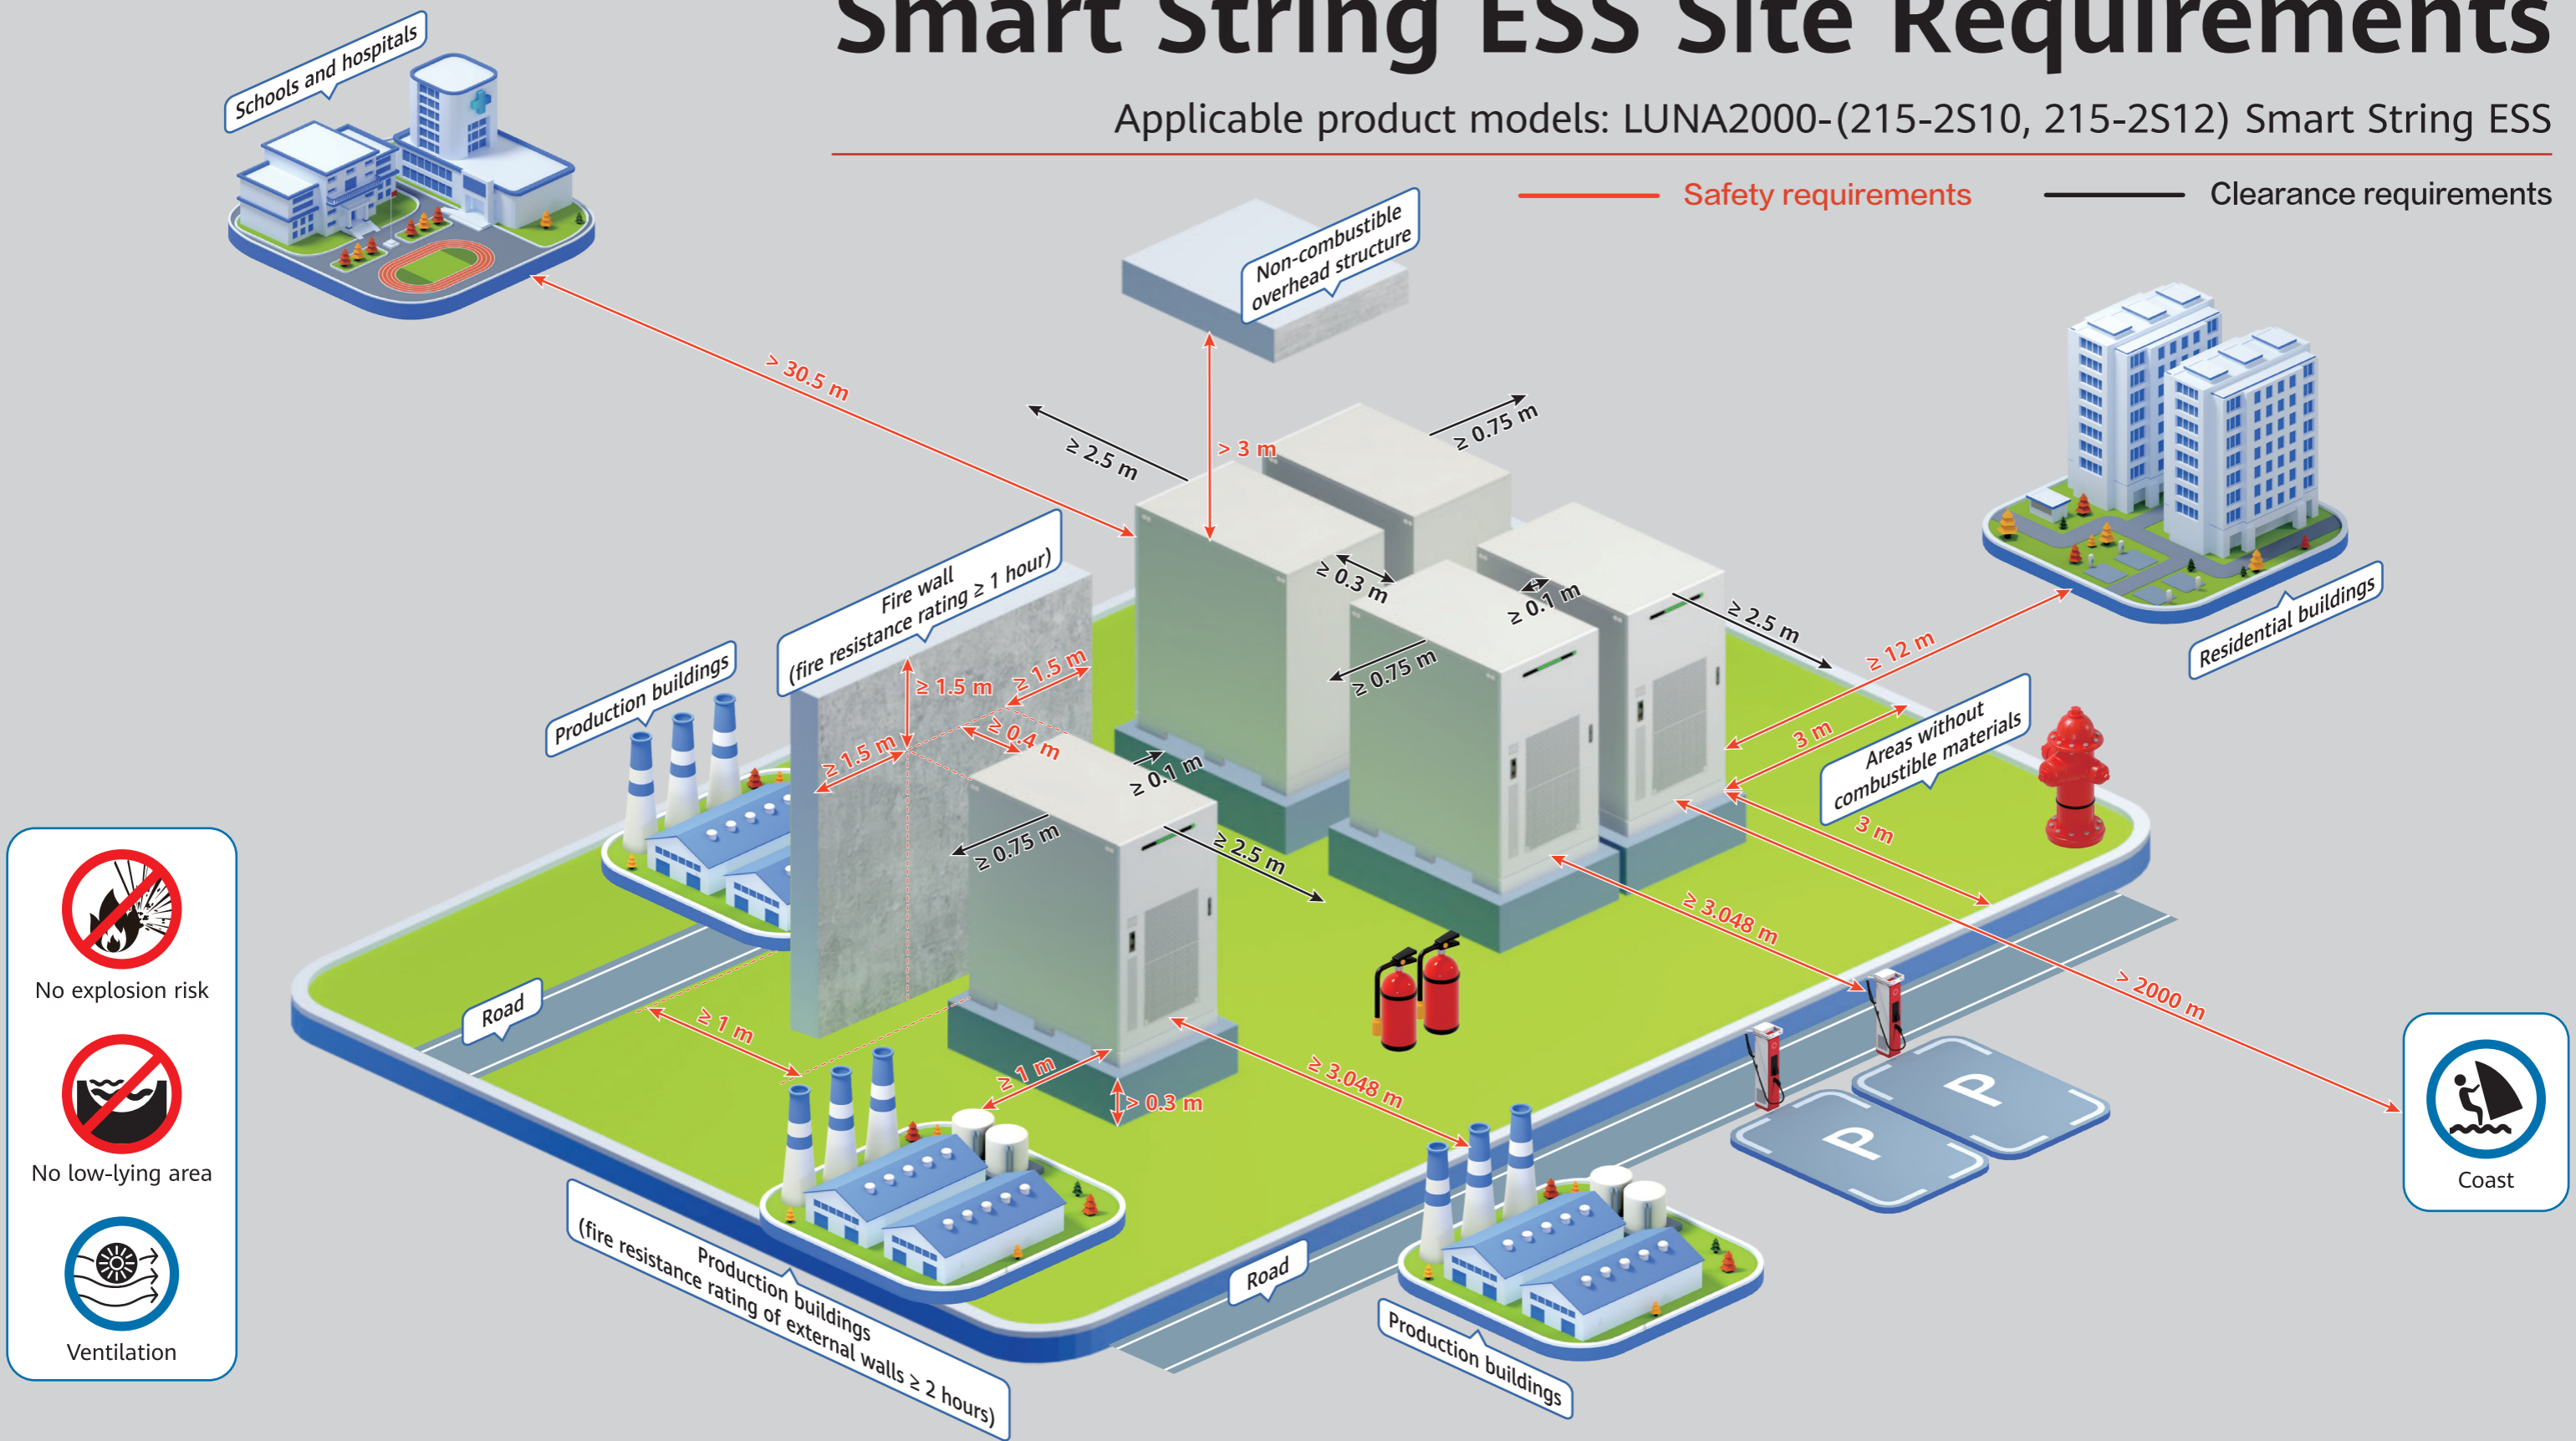 Smart String ESS Site Requirements
Applicable product models: LUNA2000-(215-2S10, 215-2S12) Smart String ESS
Safety requirements
Clearance requirements
Schools and hospitals
Non-combustible
overhead structure
> 30.5 m
≥ 2.5 m
> 3 m
≥ 0.75 m
Fire wall
(fire resistance rating ≥ 1 hour)
≥ 0.3 m
≥ 0.1 m
≥ 2.5 m
≥ 0.75 m
≥ 12 m
Residential buildings
3 m
Areas without
combustible materials
3 m
Production buildings
≥ 1.5 m
≥ 1.5 m
≥ 1.5 m
≥ 0.4 m
≥ 0.1 m
≥ 0.75 m
≥ 2.5 m
≥ 3.048 m
> 2000 m
Road
≥ 1 m
≥ 1 m
> 0.3 m
≥ 3.048 m
P
P
No explosion risk
No low-lying area
Ventilation
Coast
Production buildings
(fire resistance rating of external walls ≥ 2 hours)
Road
Production buildings